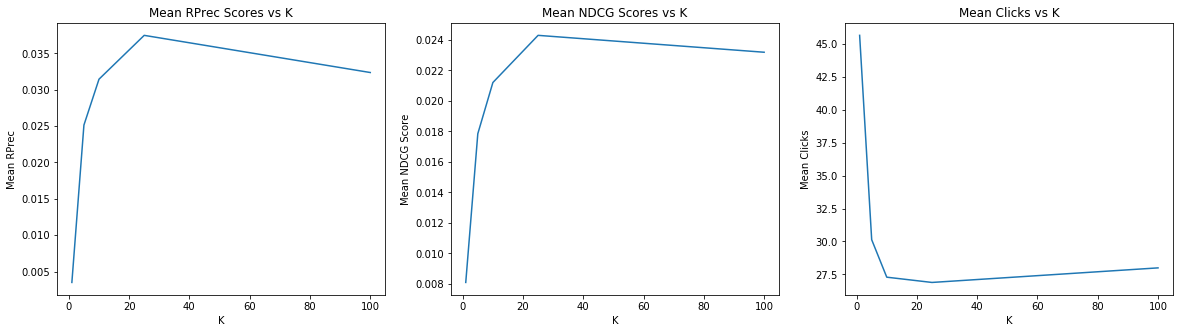 Mean RPrec Scores vs K
Mean RPrec
0.035
0.030
0.025
0.020
0.015
0.010
0.005
0 20 40 60 80 100
K
Mean NDCG Scores vs K
Mean NDCG Score
0.024
0.022
0.020
0.018
0.016
0.014
0.012
0.010
0.008
0 20 40 60 80 100
K
Mean Clicks vs K
Mean Clicks
45.0
42.5
40.0
37.5
35.0
32.5
30.0
27.5
0 20 40 60 80 100
K